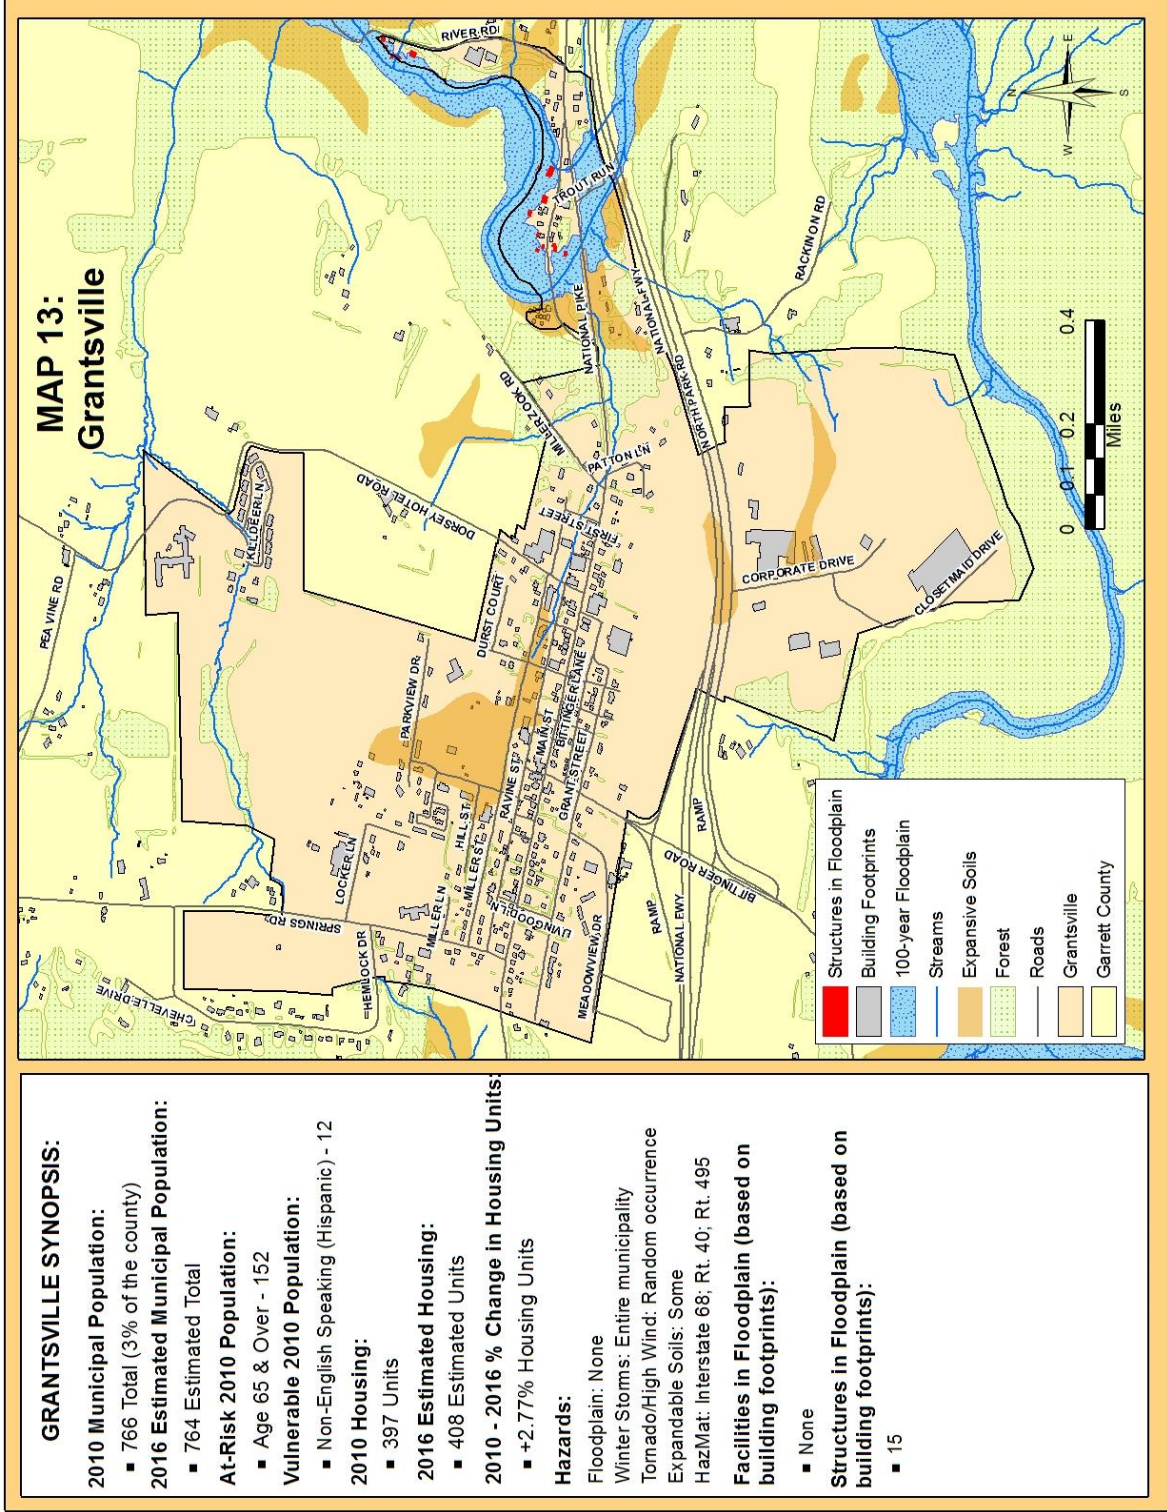 MAP 13:
Grantsville
GRANTSVILLE SYNOPSIS:
2010 Municipal Population:
▪ 766 Total (3% of the county)
2016 Estimated Municipal Population:
▪ 764 Estimated Total
At-Risk 2010 Population:
▪ Age 65 & Over - 152
Vulnerable 2010 Population:
▪ Non-English Speaking (Hispanic) - 12
2010 Housing:
▪ 397 Units
2016 Estimated Housing:
▪ 408 Estimated Units
2010 - 2016 % Change in Housing Units:
▪ +2.77% Housing Units
Hazards:
Floodplain: None
Winter Storms: Entire municipality
Tornado/High Wind: Random occurrence
Expandable Soils: Some
HazMat: Interstate 68; Rt. 40; Rt. 495
Facilities in Floodplain (based on
building footprints):
▪ None
Structures in Floodplain (based on
building footprints):
▪ 15
CHEVELLE DRIVE
HEMLOCK DR
SPRINGS RD
LOCKER LN
PEA VINE RD
KILLDEER LN
DORSEY HOTEL ROAD
PARKVIEW DR
DURST COURT
HILL ST
MILLER ST
MILLER LN
LIVINGOOD LN
MEADOWVIEW DR
RAVINE ST
MAIN ST
BITTINGER LANE
GRANT STREET
FIRST STREET
PATTON LN
MILLER ZOOK RD
NATIONAL PIKE
TROUT RUN
RIVER RD
NATIONAL FWY
NORTH PARK RD
RACKINON RD
CORPORATE DRIVE
CLOSETMAID DRIVE
RAMP
RAMP
NATIONAL FWY
BITTINGER ROAD
N
E
S
W
0 0.1 0.2 0.4
Miles
Structures in Floodplain
Building Footprints
100-year Floodplain
Streams
Expansive Soils
Forest
Roads
Grantsville
Garrett County